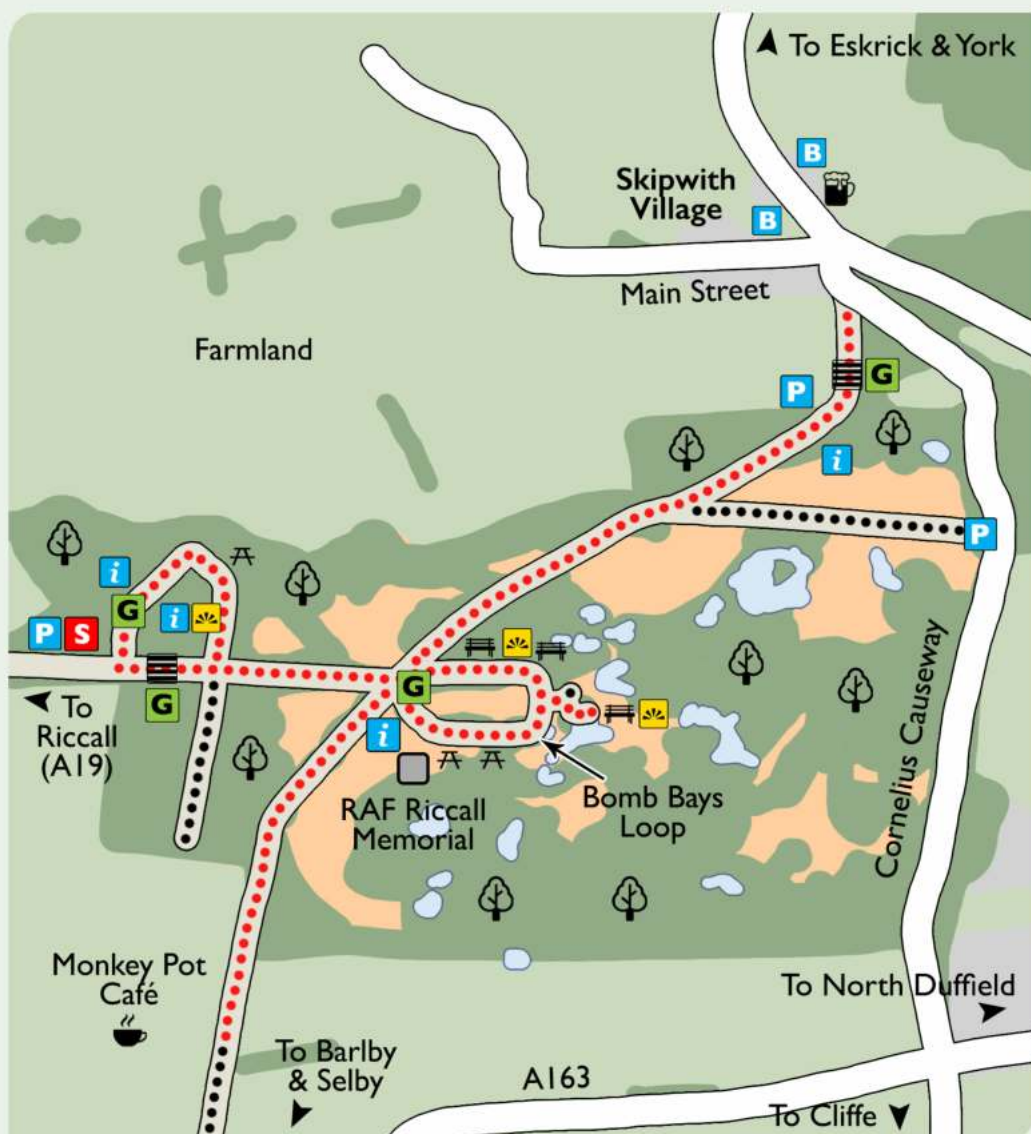 To Eskrick & York
B
Skipwith
Village
B
Main Street
Farmland
G
P
i
P
i
G
i
P S
G
To
Riccall
(A19)
G
i
RAF Riccall
Memorial
Bomb Bays
Loop
Cornelius Causeway
Monkey Pot
Café
To North Duffield
To Barlby
& Selby
A163
To Cliffe